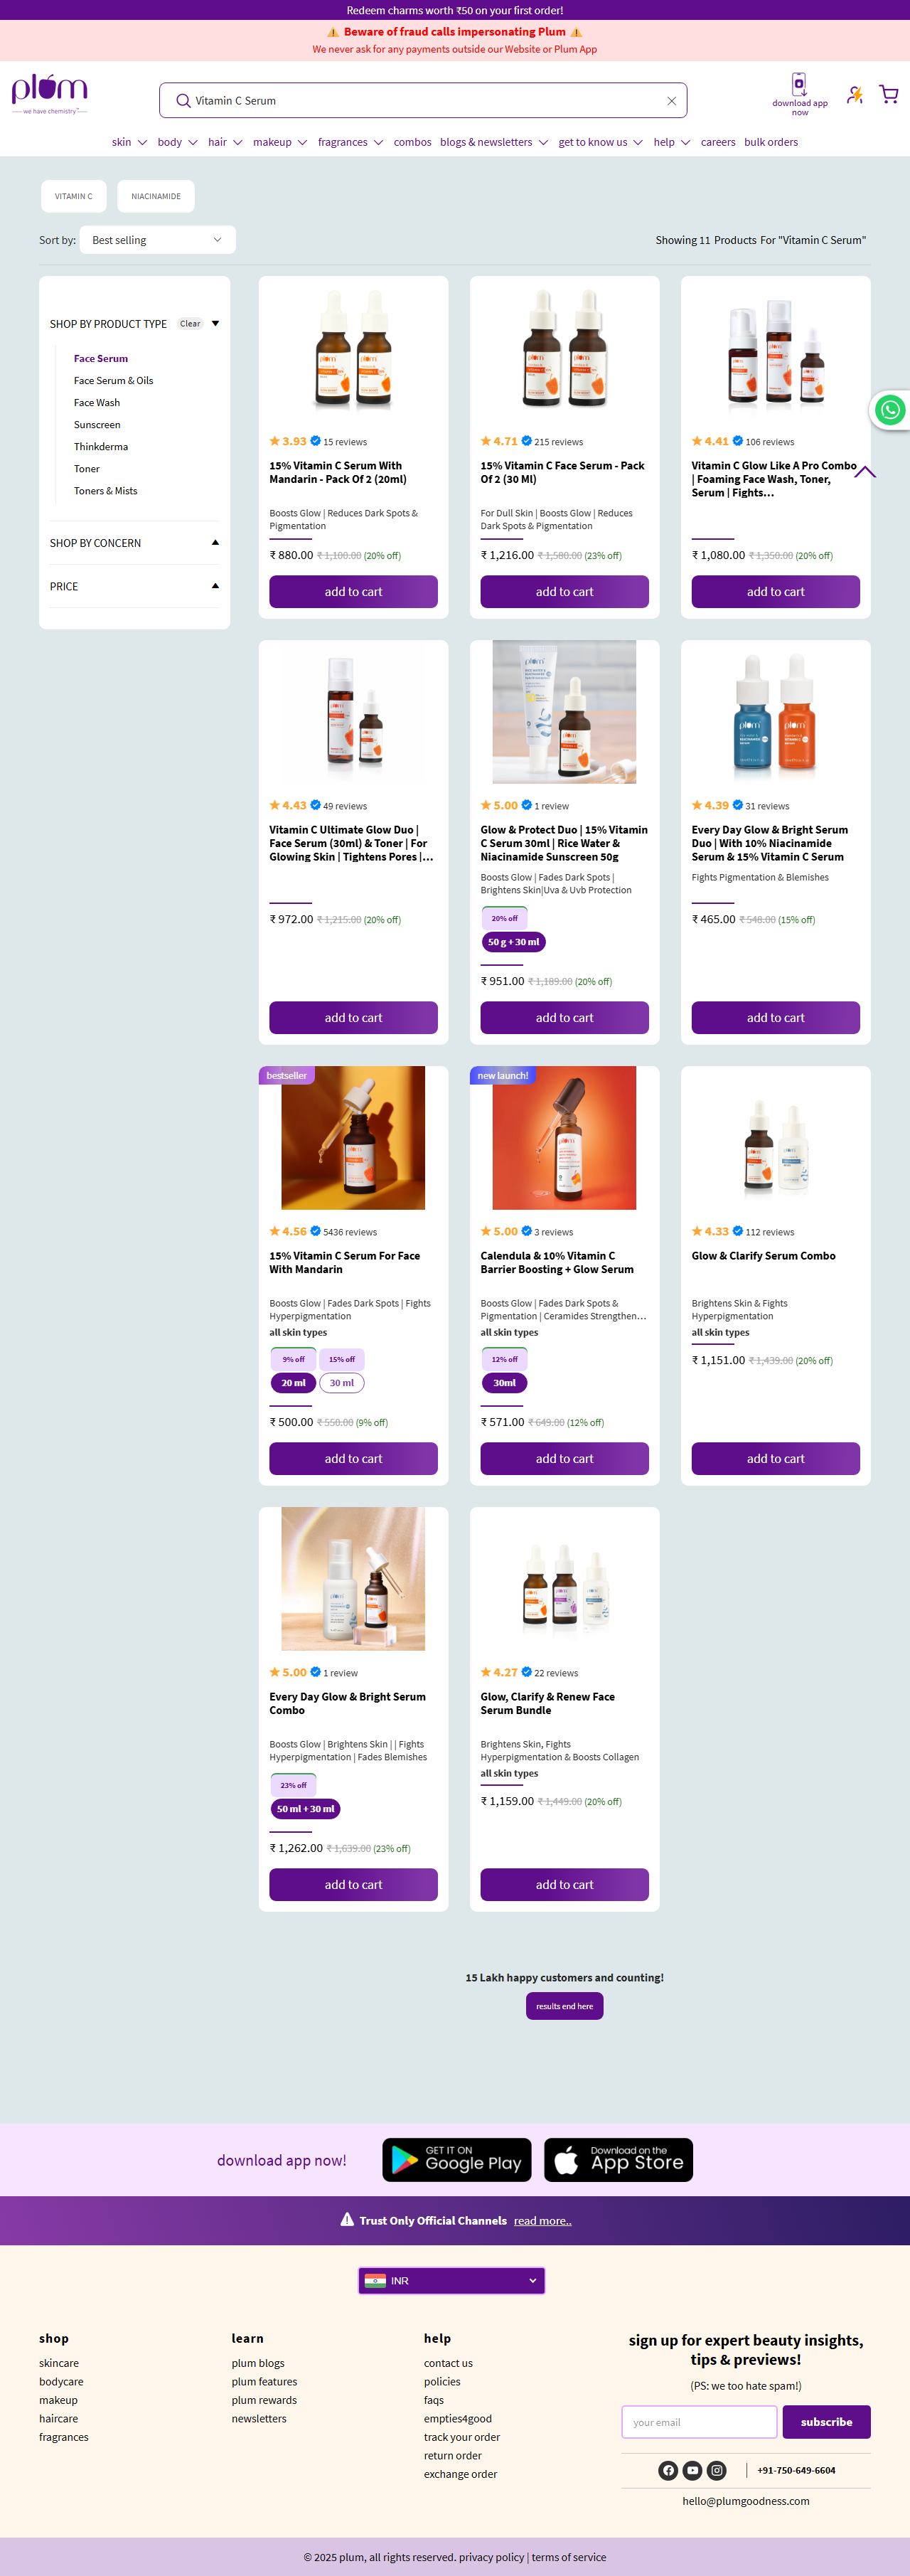 Redeem charms worth ₹50 on your first order!
⚠️ Beware of fraud calls impersonating Plum ⚠️
We never ask for any payments outside our Website or Plum App
plum
we have chemistry™
Vitamin C Serum
download app
now
skin body hair makeup fragrances combos blogs & newsletters get to know us help careers bulk orders
VITAMIN C NIACINAMIDE
Sort by: Best selling
Showing 11 Products For "Vitamin C Serum"
SHOP BY PRODUCT TYPE Clear
Face Serum
Face Serum & Oils
Face Wash
Sunscreen
Thinkderma
Toner
Toners & Mists
SHOP BY CONCERN
PRICE
3.93 15 reviews
15% Vitamin C Serum With
Mandarin - Pack Of 2 (20ml)
Boosts Glow | Reduces Dark Spots &
Pigmentation
₹ 880.00 ₹ 1,100.00 (20% off)
add to cart
4.71 215 reviews
15% Vitamin C Face Serum - Pack
Of 2 (30 Ml)
For Dull Skin | Boosts Glow | Reduces
Dark Spots & Pigmentation
₹ 1,216.00 ₹ 1,580.00 (23% off)
add to cart
4.41 106 reviews
Vitamin C Glow Like A Pro Combo
| Foaming Face Wash, Toner,
Serum | Fights...
₹ 1,080.00 ₹ 1,350.00 (20% off)
add to cart
4.43 49 reviews
Vitamin C Ultimate Glow Duo |
Face Serum (30ml) & Toner | For
Glowing Skin | Tightens Pores |...
₹ 972.00 ₹ 1,215.00 (20% off)
add to cart
5.00 1 review
Glow & Protect Duo | 15% Vitamin
C Serum 30ml | Rice Water &
Niacinamide Sunscreen 50g
Boosts Glow | Fades Dark Spots |
Brightens Skin|Uva & Uvb Protection
20% off
50 g + 30 ml
₹ 951.00 ₹ 1,189.00 (20% off)
add to cart
4.39 31 reviews
Every Day Glow & Bright Serum
Duo | With 10% Niacinamide
Serum & 15% Vitamin C Serum
Fights Pigmentation & Blemishes
₹ 465.00 ₹ 548.00 (15% off)
add to cart
bestseller
4.56 5436 reviews
15% Vitamin C Serum For Face
With Mandarin
Boosts Glow | Fades Dark Spots | Fights
Hyperpigmentation
all skin types
9% off 15% off
20 ml 30 ml
₹ 500.00 ₹ 550.00 (9% off)
add to cart
new launch!
5.00 3 reviews
Calendula & 10% Vitamin C
Barrier Boosting + Glow Serum
Boosts Glow | Fades Dark Spots &
Pigmentation | Ceramides Strengthen...
all skin types
12% off
30ml
₹ 571.00 ₹ 649.00 (12% off)
add to cart
4.33 112 reviews
Glow & Clarify Serum Combo
Brightens Skin & Fights
Hyperpigmentation
all skin types
₹ 1,151.00 ₹ 1,439.00 (20% off)
add to cart
5.00 1 review
Every Day Glow & Bright Serum
Combo
Boosts Glow | Brightens Skin | | Fights
Hyperpigmentation | Fades Blemishes
23% off
50 ml + 30 ml
₹ 1,262.00 ₹ 1,639.00 (23% off)
add to cart
4.27 22 reviews
Glow, Clarify & Renew Face
Serum Bundle
Brightens Skin, Fights
Hyperpigmentation & Boosts Collagen
all skin types
₹ 1,159.00 ₹ 1,449.00 (20% off)
add to cart
15 Lakh happy customers and counting!
results end here
download app now!
GET IT ON
Google Play
Download on the
App Store
Trust Only Official Channels read more..
INR
shop
skincare
bodycare
makeup
haircare
fragrances
learn
plum blogs
plum features
plum rewards
newsletters
help
contact us
policies
faqs
empties4good
track your order
return order
exchange order
sign up for expert beauty insights,
tips & previews!
(PS: we too hate spam!)
your email
subscribe
+91-750-649-6604
hello@plumgoodness.com
© 2025 plum, all rights reserved. privacy policy | terms of service